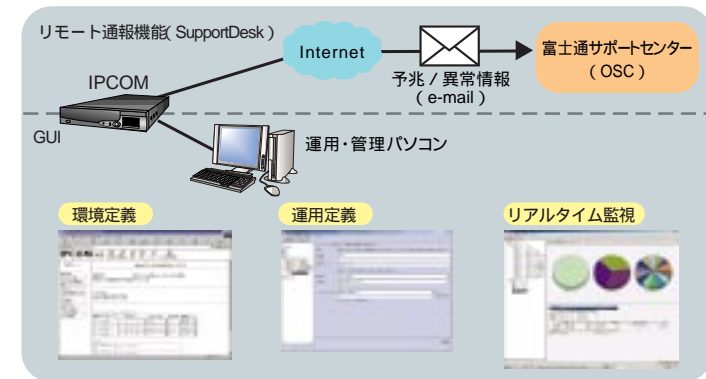 リモート通報機能( SupportDesk )
Internet
富士通サポートセンター
( OSC )
予兆 / 異常情報
( e-mail )
IPCOM
GUI
運用・管理パソコン
環境定義
運用定義
リアルタイム監視